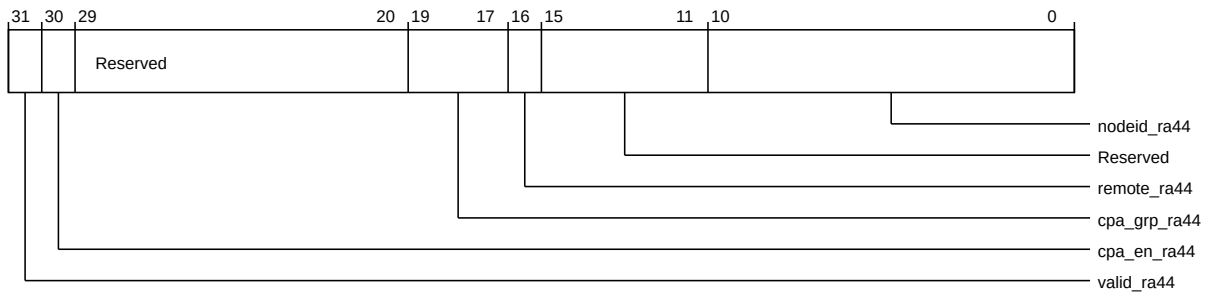 31 30 29 20 19 17 16 15 11 10 0
Reserved
nodeid_ra44
Reserved
remote_ra44
cpa_grp_ra44
cpa_en_ra44
valid_ra44